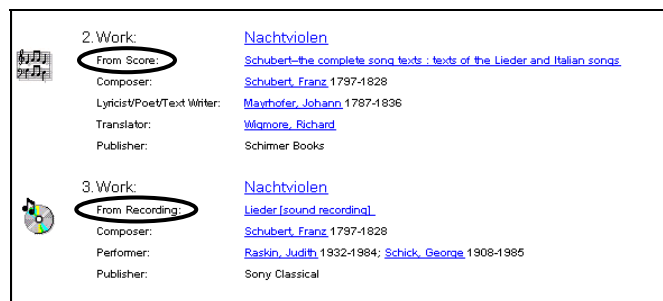 2. Work: Nachtviolen
From Score: Schubert--the complete song texts : texts of the Lieder and Italian songs
Composer: Schubert, Franz 1797-1828
Lyricist/Poet/Text Writer: Mayrhofer, Johann 1787-1836
Translator: Wigmore, Richard
Publisher: Schirmer Books
3. Work: Nachtviolen
From Recording: Lieder [sound recording]
Composer: Schubert, Franz 1797-1828
Performer: Raskin, Judith 1932-1984; Schick, George 1908-1985
Publisher: Sony Classical